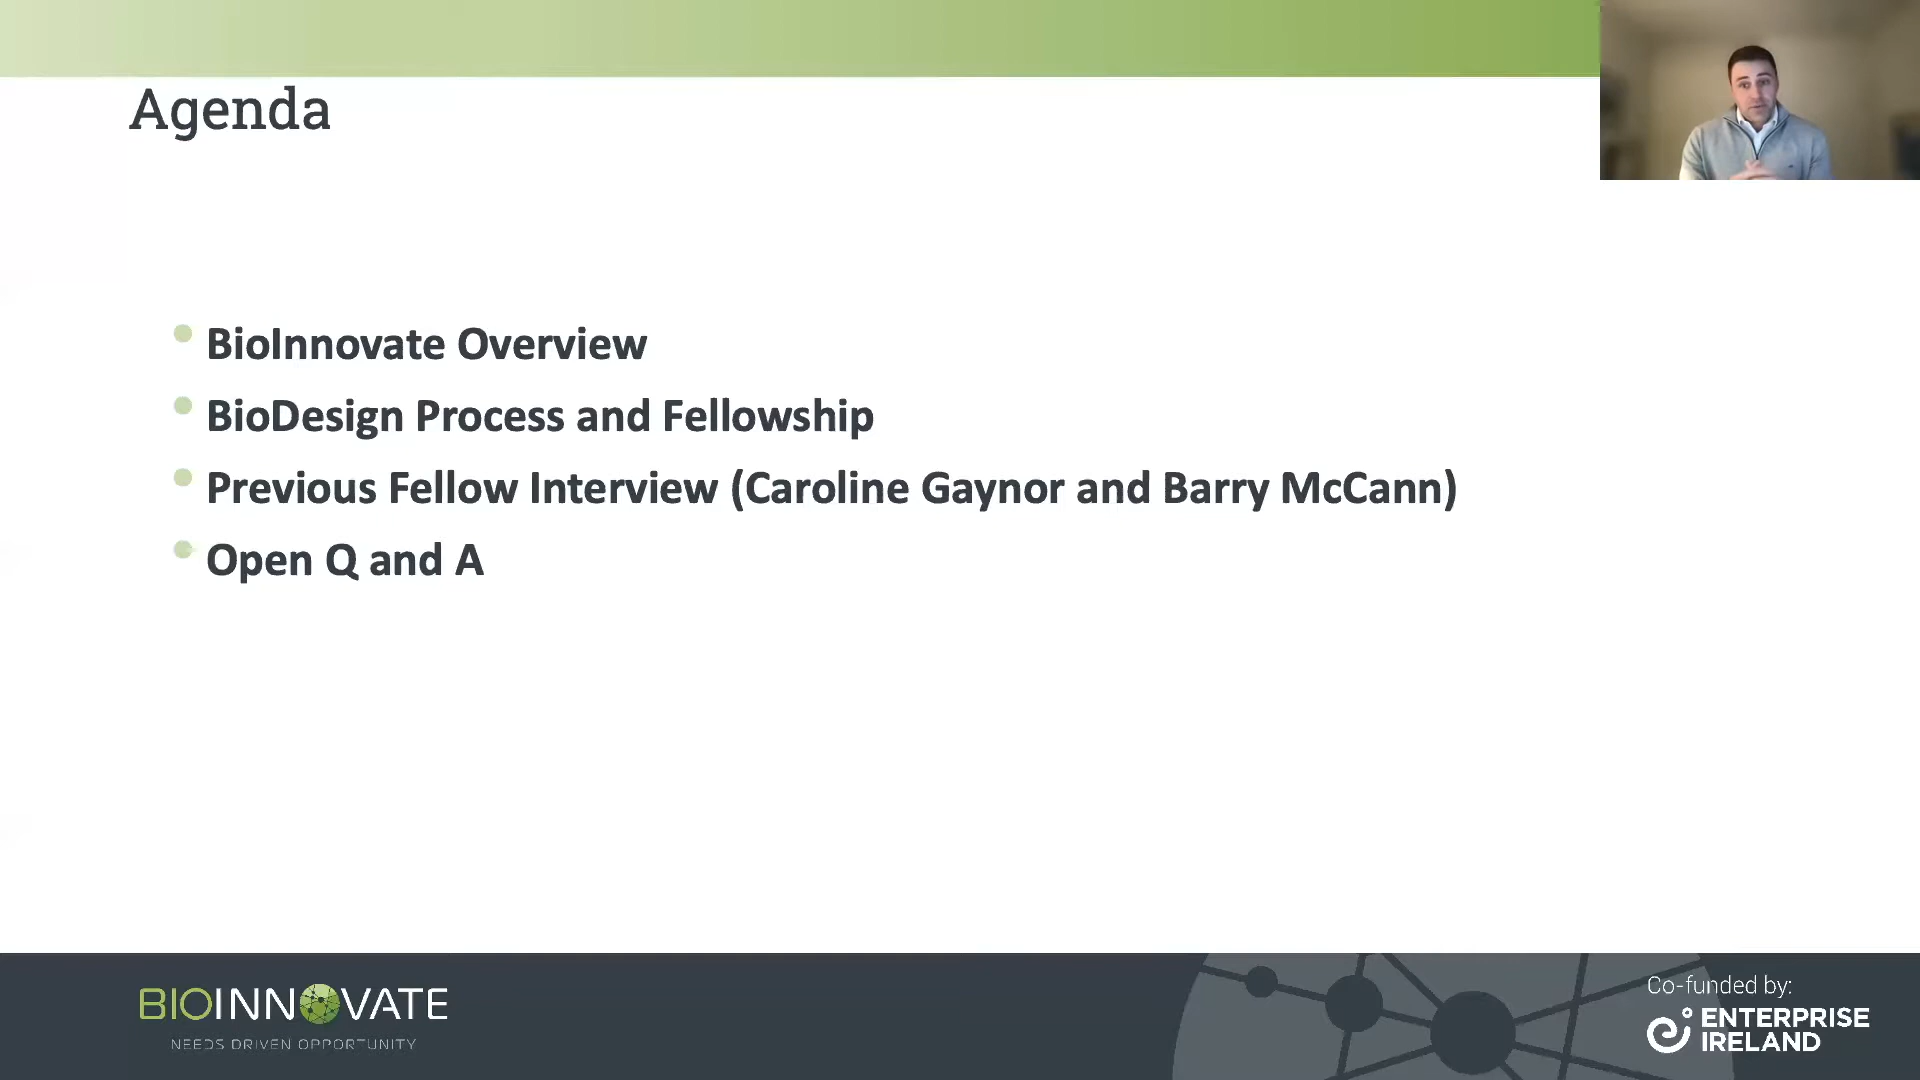 Agenda
BioInnovate Overview
BioDesign Process and Fellowship
Previous Fellow Interview (Caroline Gaynor and Barry McCann)
Open Q and A
BIOINNOVATE
NEEDS DRIVEN OPPORTUNITY
Co-funded by:
ENTERPRISE
IRELAND